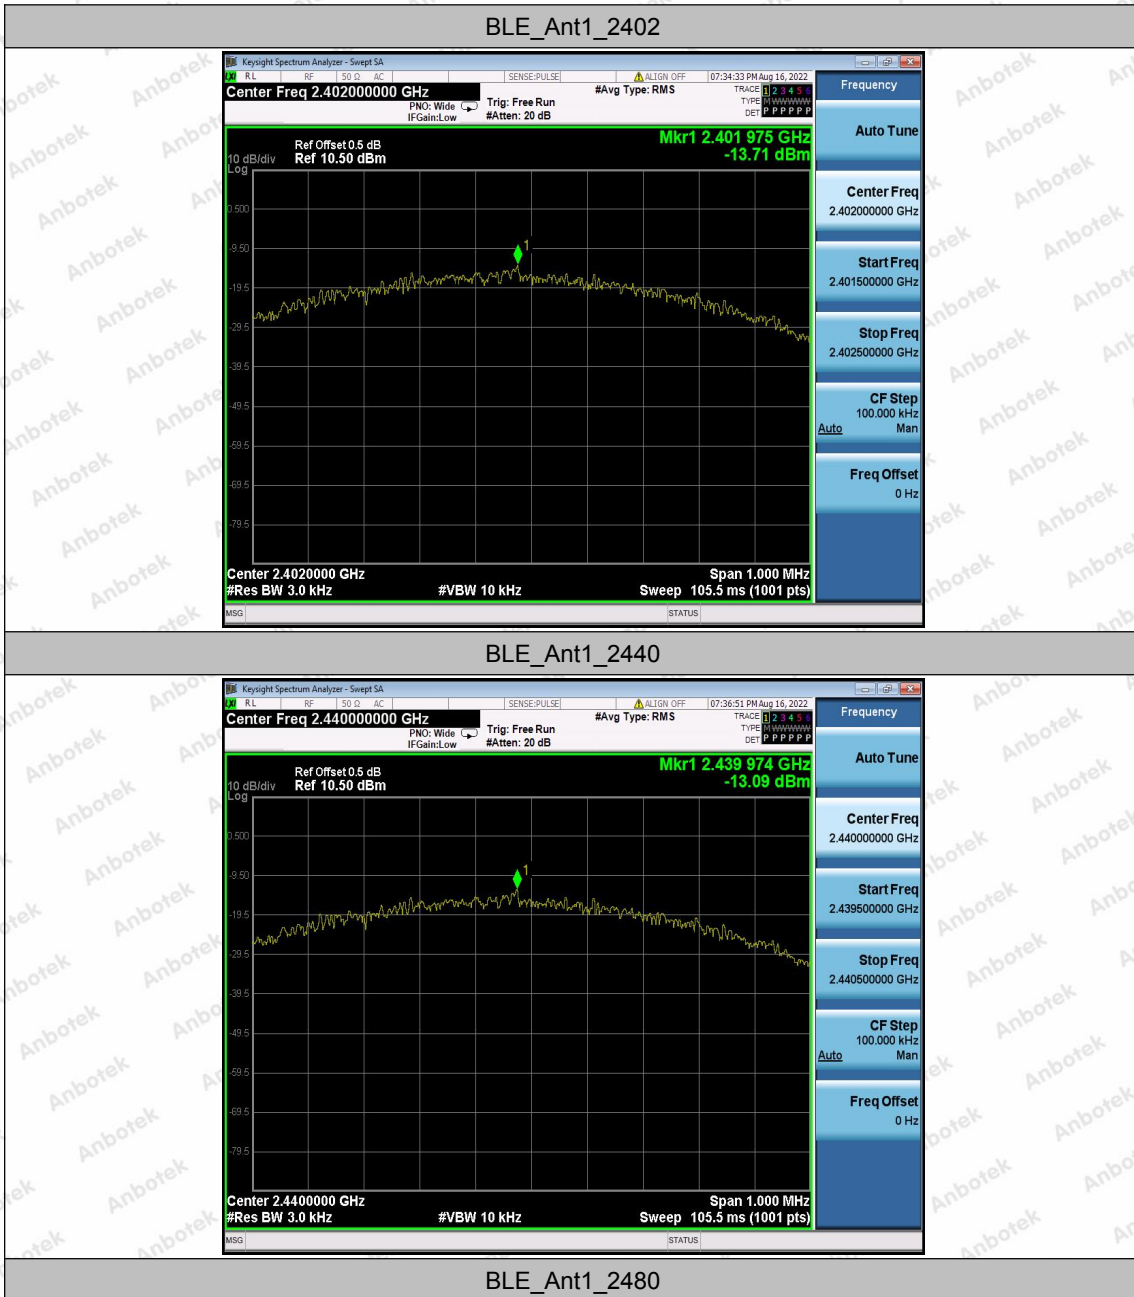 BLE_Ant1_2402
Keysight Spectrum Analyzer - Swept SA
RL RF 50 Ω AC SENSE:PULSE ALIGN OFF 07:34:33 PM Aug 16, 2022
Center Freq 2.402000000 GHz
PNO: Wide
IFGain:Low
Trig: Free Run
#Atten: 20 dB
#Avg Type: RMS
TRACE 1 2 3 4 5 6
TYPE M WWWWW
DET P P P P P P
Frequency
Mkr1 2.401 975 GHz
-13.71 dBm
Ref Offset 0.5 dB
10 dB/div Ref 10.50 dBm
Log
0.500
-9.50
-19.5
-29.5
-39.5
-49.5
-59.5
-69.5
-79.5
1
Center 2.4020000 GHz Span 1.000 MHz
#Res BW 3.0 kHz #VBW 10 kHz Sweep 105.5 ms (1001 pts)
MSG STATUS
Auto Tune
Center Freq
2.402000000 GHz
Start Freq
2.401500000 GHz
Stop Freq
2.402500000 GHz
CF Step
100.000 kHz
Auto Man
Freq Offset
0 Hz
BLE_Ant1_2440
Keysight Spectrum Analyzer - Swept SA
RL RF 50 Ω AC SENSE:PULSE ALIGN OFF 07:36:51 PM Aug 16, 2022
Center Freq 2.440000000 GHz
PNO: Wide
IFGain:Low
Trig: Free Run
#Atten: 20 dB
#Avg Type: RMS
TRACE 1 2 3 4 5 6
TYPE M WWWWW
DET P P P P P P
Frequency
Mkr1 2.439 974 GHz
-13.09 dBm
Ref Offset 0.5 dB
10 dB/div Ref 10.50 dBm
Log
0.500
-9.50
-19.5
-29.5
-39.5
-49.5
-59.5
-69.5
-79.5
1
Center 2.4400000 GHz Span 1.000 MHz
#Res BW 3.0 kHz #VBW 10 kHz Sweep 105.5 ms (1001 pts)
MSG STATUS
Auto Tune
Center Freq
2.440000000 GHz
Start Freq
2.439500000 GHz
Stop Freq
2.440500000 GHz
CF Step
100.000 kHz
Auto Man
Freq Offset
0 Hz
BLE_Ant1_2480
Anbotek